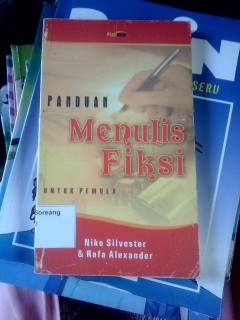 PANDUAN
Menulis
Fiksi
UNTUK PEMULA
Soreang
Niko Silvester
& Rafa Alexander
SERU